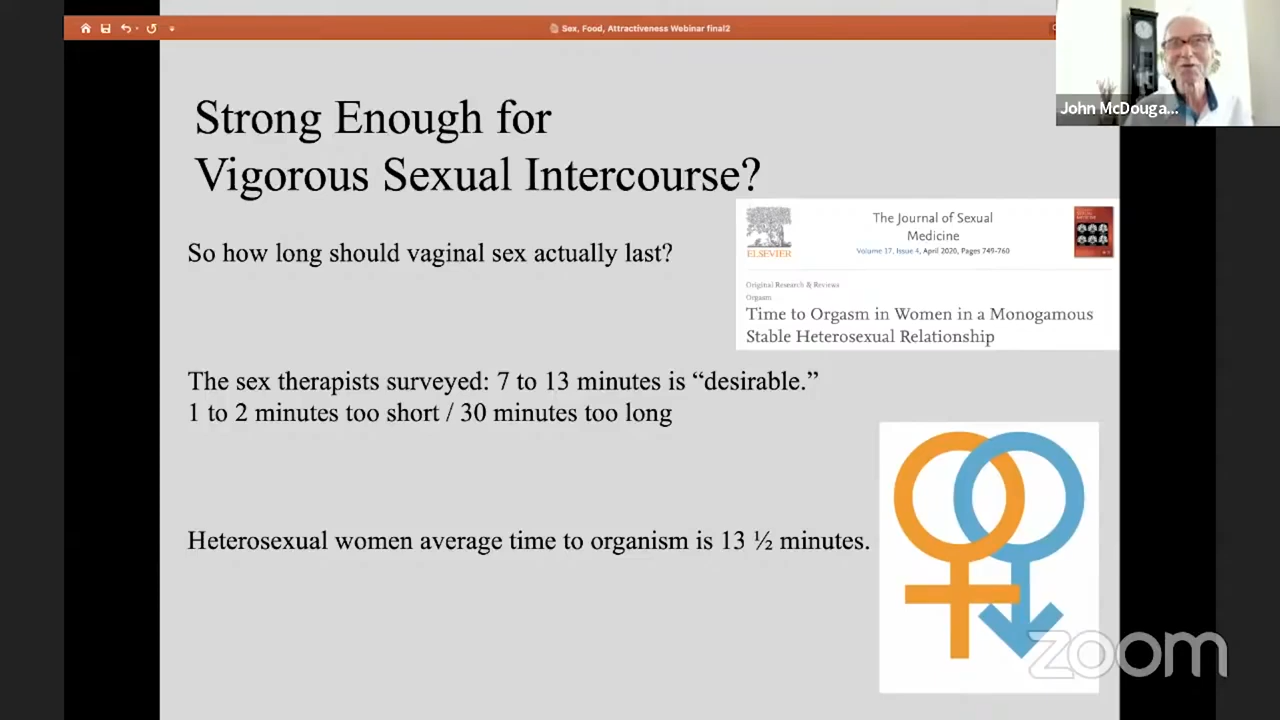 Sex, Food, Attractiveness Webinar final2
John McDouga...
Strong Enough for
Vigorous Sexual Intercourse?
So how long should vaginal sex actually last?
ELSEVIER
The Journal of Sexual
Medicine
Volume 17, Issue 4, April 2020, Pages 749-760
Original Research & Reviews
Orgasm
Time to Orgasm in Women in a Monogamous
Stable Heterosexual Relationship
The sex therapists surveyed: 7 to 13 minutes is “desirable.”
1 to 2 minutes too short / 30 minutes too long
Heterosexual women average time to organism is 13 ½ minutes.
zoom